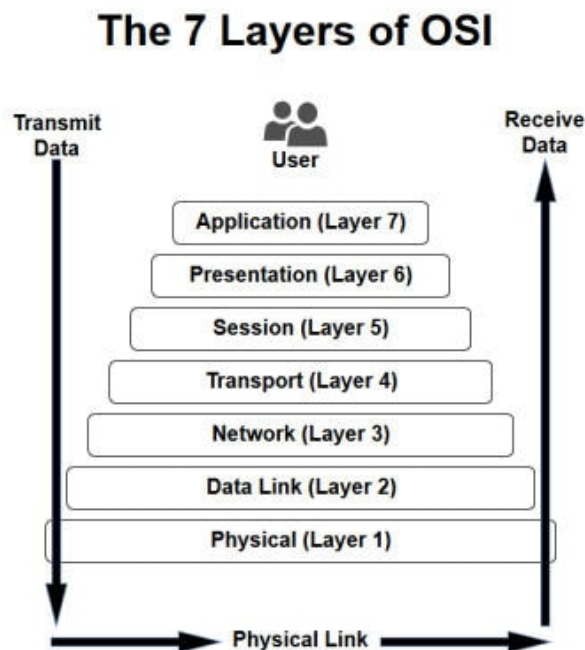 The 7 Layers of OSI
Transmit
Data
User
Receive
Data
Application (Layer 7)
Presentation (Layer 6)
Session (Layer 5)
Transport (Layer 4)
Network (Layer 3)
Data Link (Layer 2)
Physical (Layer 1)
Physical Link